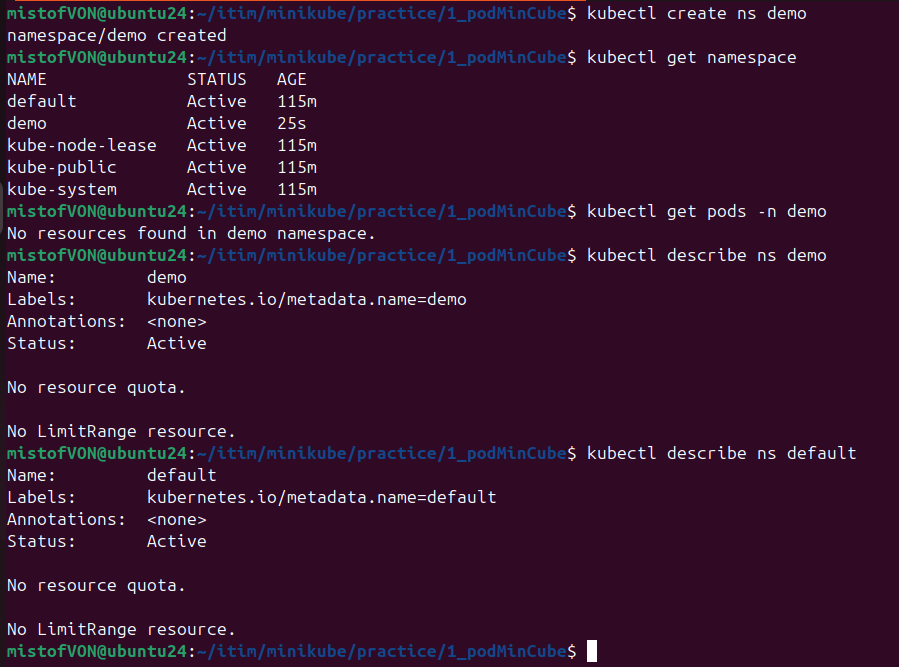 mistofVON@ubuntu24:~/itim/minikube/practice/1_podMinCube$ kubectl create ns demo
namespace/demo created
mistofVON@ubuntu24:~/itim/minikube/practice/1_podMinCube$ kubectl get namespace
NAME              STATUS   AGE
default           Active   115m
demo              Active   25s
kube-node-lease   Active   115m
kube-public       Active   115m
kube-system       Active   115m
mistofVON@ubuntu24:~/itim/minikube/practice/1_podMinCube$ kubectl get pods -n demo
No resources found in demo namespace.
mistofVON@ubuntu24:~/itim/minikube/practice/1_podMinCube$ kubectl describe ns demo
Name:         demo
Labels:       kubernetes.io/metadata.name=demo
Annotations:  <none>
Status:       Active

No resource quota.

No LimitRange resource.
mistofVON@ubuntu24:~/itim/minikube/practice/1_podMinCube$ kubectl describe ns default
Name:         default
Labels:       kubernetes.io/metadata.name=default
Annotations:  <none>
Status:       Active

No resource quota.

No LimitRange resource.
mistofVON@ubuntu24:~/itim/minikube/practice/1_podMinCube$